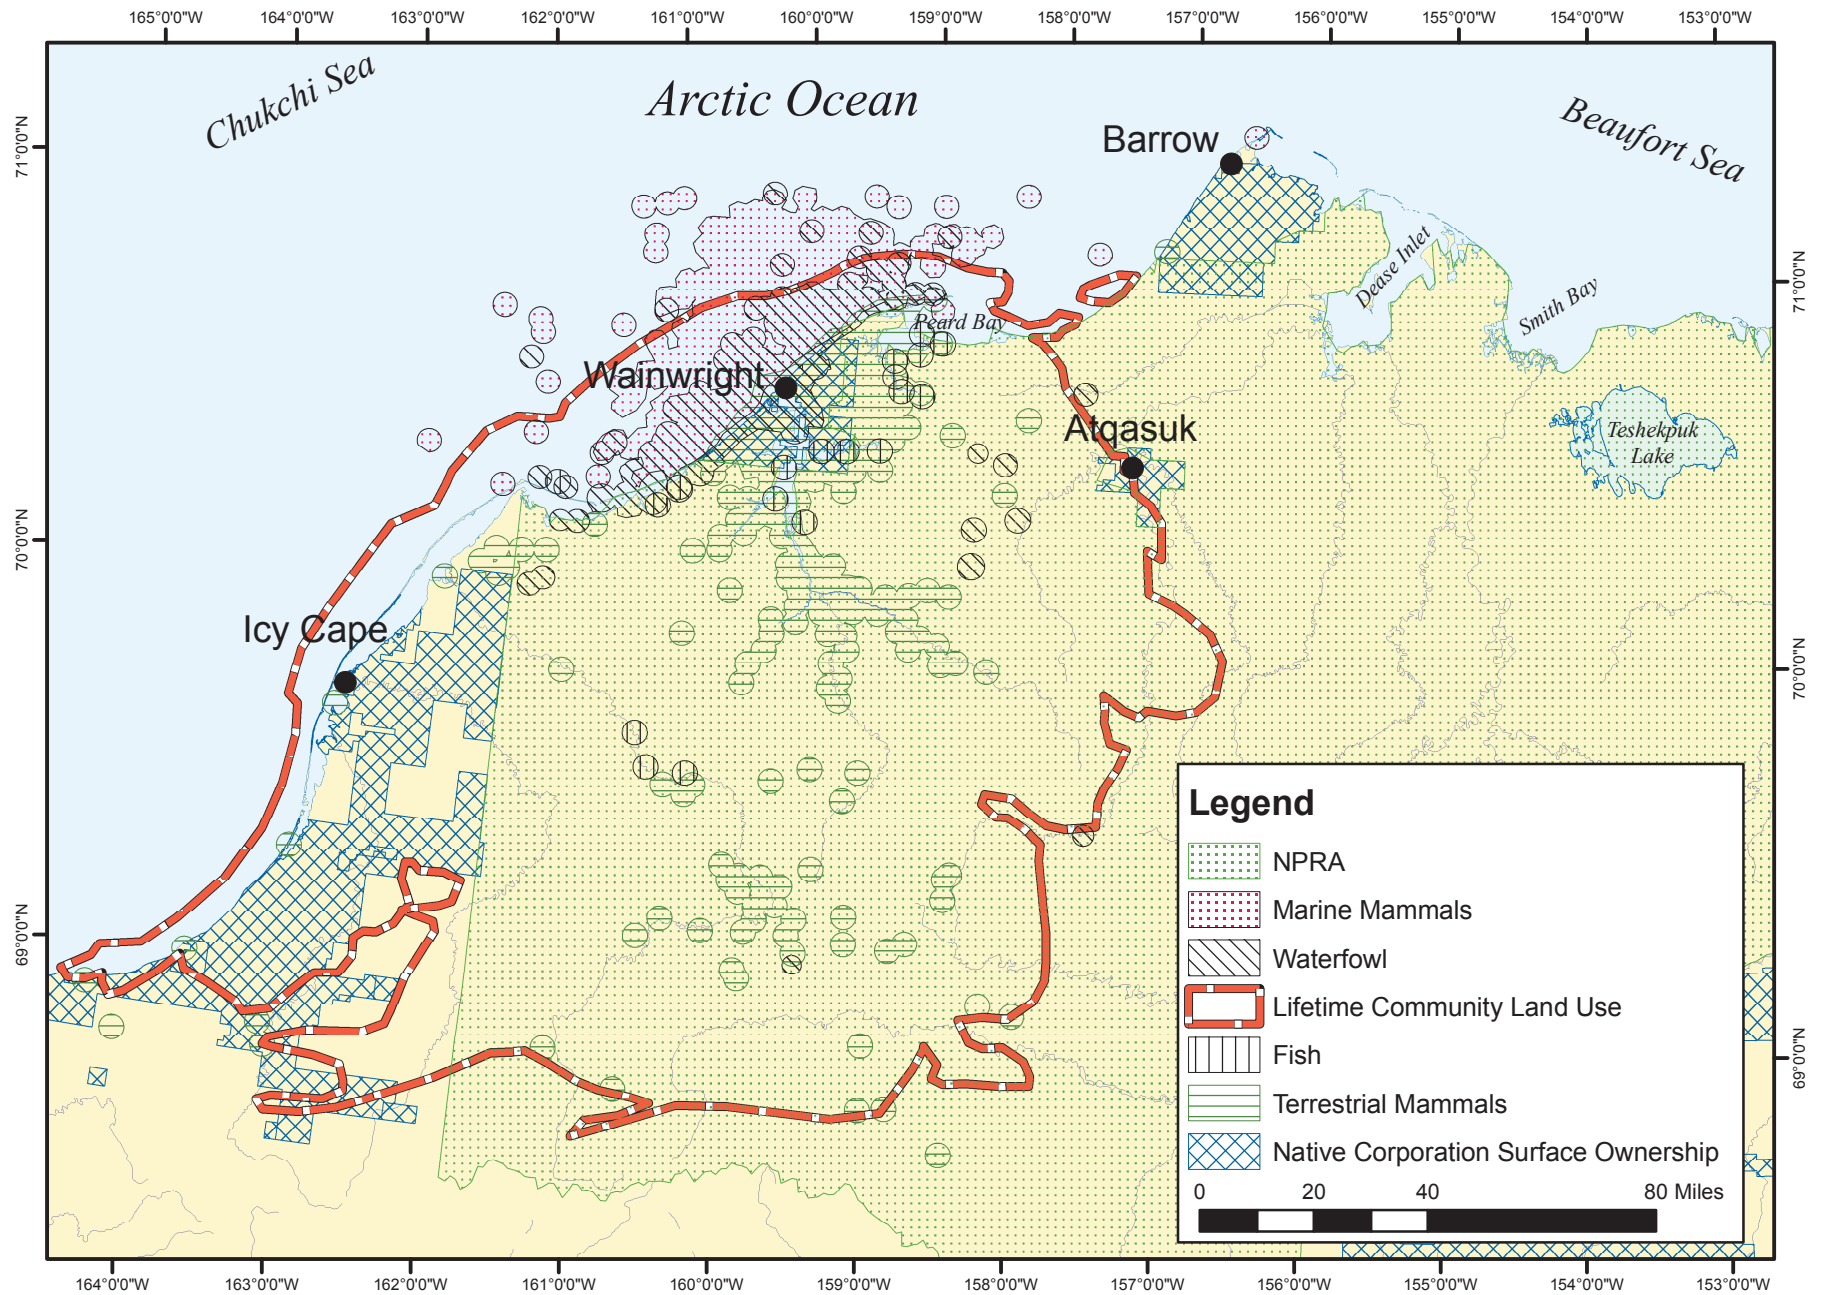 165°0'0"W 164°0'0"W 163°0'0"W 162°0'0"W 161°0'0"W 160°0'0"W 159°0'0"W 158°0'0"W 157°0'0"W 156°0'0"W 155°0'0"W 154°0'0"W 153°0'0"W
Chukchi Sea
Arctic Ocean
Beaufort Sea
Barrow
71°0'0"N
71°0'0"N
Dease Inlet
Smith Bay
Peard Bay
Wainwright
Atqasuk
Teshekpuk
Lake
70°0'0"N
Icy Cape
70°0'0"N
69°0'0"N
69°0'0"N
Legend
NPRA
Marine Mammals
Waterfowl
Lifetime Community Land Use
Fish
Terrestrial Mammals
Native Corporation Surface Ownership
0 20 40 80 Miles
164°0'0"W 163°0'0"W 162°0'0"W 161°0'0"W 160°0'0"W 159°0'0"W 158°0'0"W 157°0'0"W 156°0'0"W 155°0'0"W 154°0'0"W 153°0'0"W